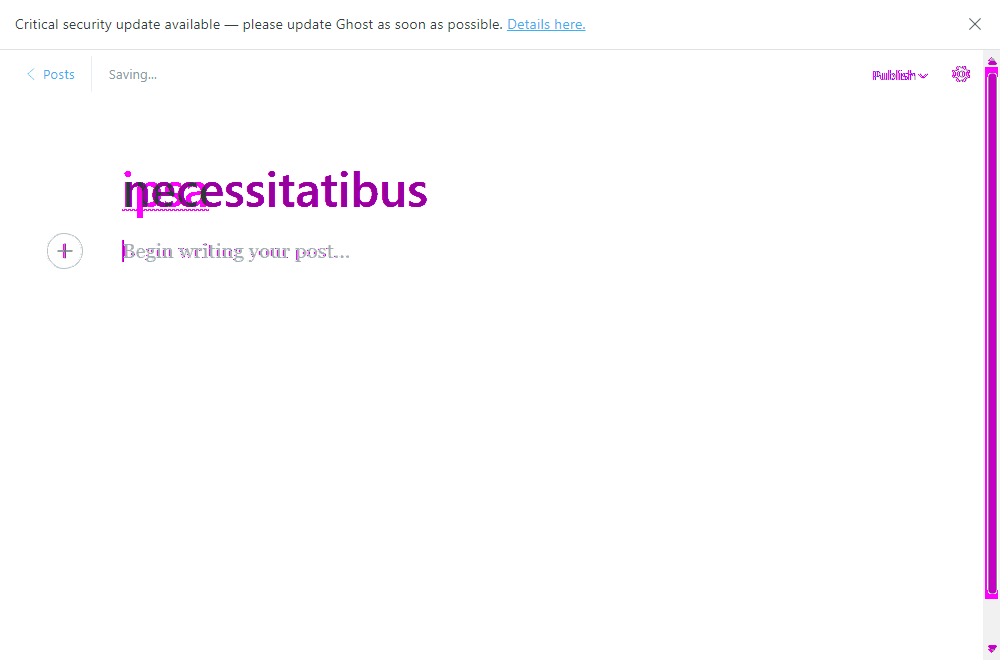 Critical security update available — please update Ghost as soon as possible. Details here.
Posts
Saving...
Publish
necessitatibus
Begin writing your post...